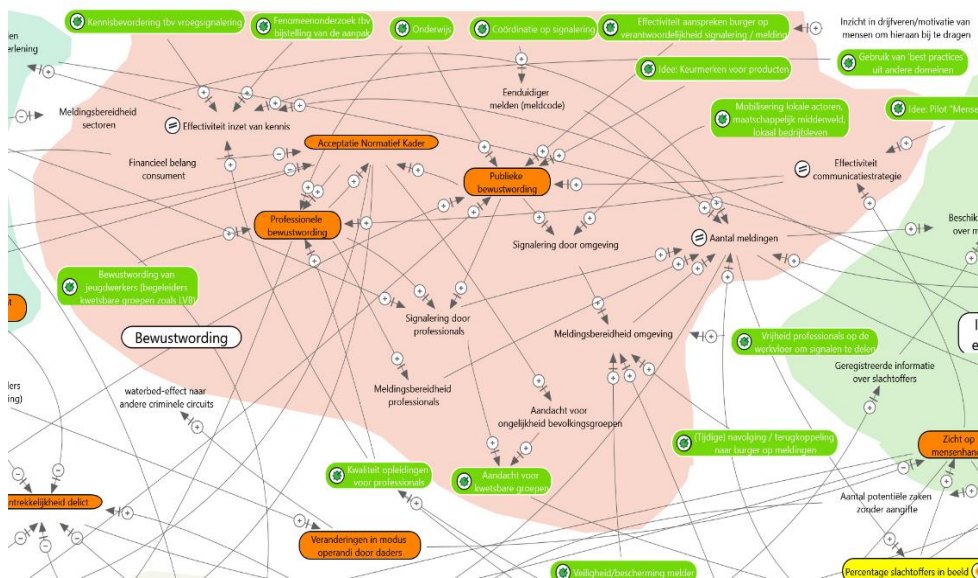 Kennisbevordering tbv vroegsignalering
Fenomeenonderzoek tbv
bijstelling van de aanpak
Onderwijs
Coördinatie op signalering
Effectiviteit aanspreken burger op
verantwoordelijkheid signalering / melding
Inzicht in drijfveren/motivatie van
mensen om hieraan bij te dragen
erlening
Idee: Keurmerken voor producten
Gebruik van 'best practices
uit andere domeinen
Eenduidiger
melden (meldcode)
Meldingsbereidheid
sectoren
Effectiviteit inzet van kennis
Mobilisering lokale actoren,
maatschappelijk middenveld,
lokaal bedrijfsleven
Idee: Pilot "Mense
Acceptatie Normatief Kader
Financieel belang
consument
Publieke
bewustwording
Effectiviteit
communicatiestrategie
Professionele
bewustwording
Signalering door omgeving
Aantal meldingen
Beschik
over m
Bewustwording van
jeugdwerkers (begeleiders
kwetsbare groepen zoals LVB)
Bewustwording
Signalering door
professionals
Meldingsbereidheid omgeving
Vrijheid professionals op de
werkvloer om signalen te delen
Geregistreerde informatie
over slachtoffers
ders
ng)
waterbed-effect naar
andere criminele circuits
Meldingsbereidheid
professionals
Aandacht voor
ongelijkheid bevolkingsgroepen
(Tijdige) navolging / terugkoppeling
naar burger op meldingen
Zicht op
mensenhand
Kwaliteit opleidingen
voor professionals
Aandacht voor
kwetsbare groepen
ntrekkelijkheid delict
Aantal potentiële zaken
zonder aangifte
Veranderingen in modus
operandi door daders
Veiligheid/bescherming melder
Percentage slachtoffers in beeld